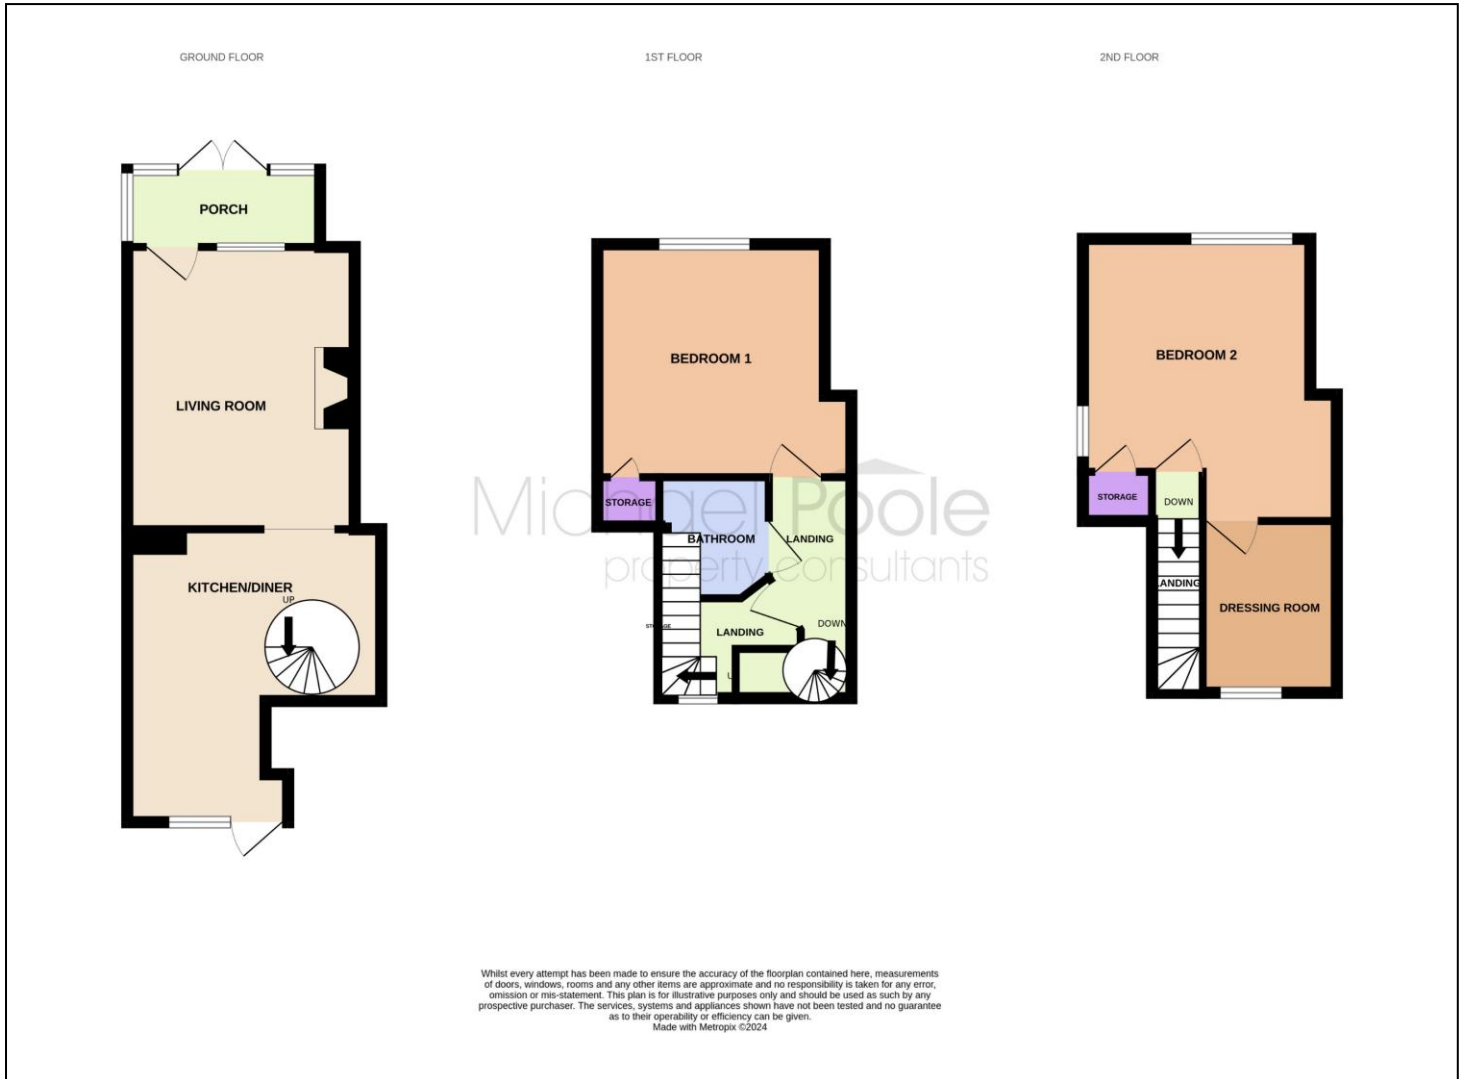 GROUND FLOOR
1ST FLOOR
2ND FLOOR
PORCH
LIVING ROOM
KITCHEN/DINER
UP
BEDROOM 1
STORAGE
BATHROOM
LANDING
STORAGE
LANDING
DOWN
BEDROOM 2
STORAGE
DOWN
LANDING
DRESSING ROOM
Michael Poole
property consultants
Whilst every attempt has been made to ensure the accuracy of the floorplan contained here, measurements
of doors, windows, rooms and any other items are approximate and no responsibility is taken for any error,
omission or mis-statement. This plan is for illustrative purposes only and should be used as such by any
prospective purchaser. The services, systems and appliances shown have not been tested and no guarantee
as to their operability or efficiency can be given.
Made with Metropix ©2024